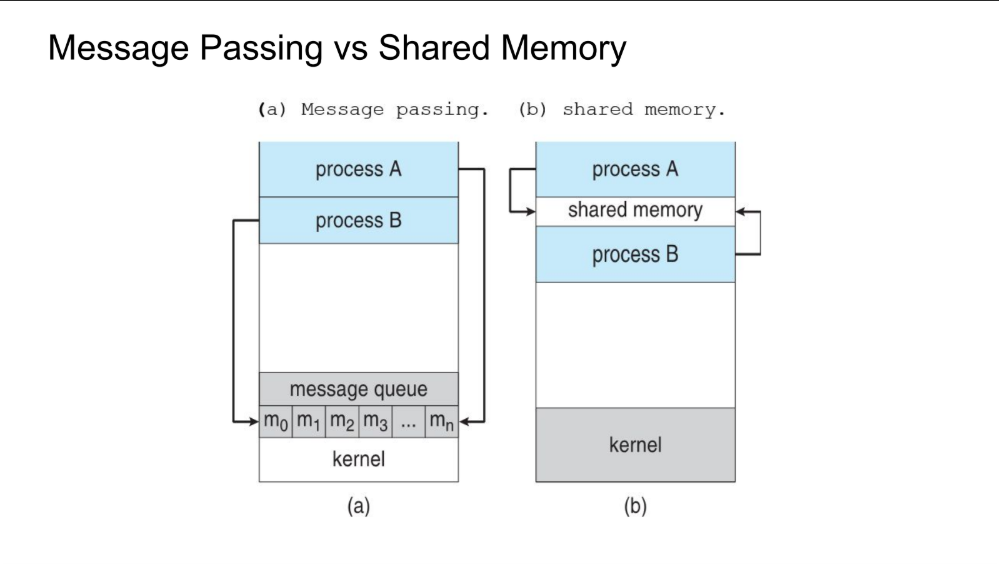 Message Passing vs Shared Memory
(a) Message passing. (b) shared memory.
process A
process B
message queue
m0 m1 m2 m3 ... mn
kernel
(a)
process A
shared memory
process B
kernel
(b)